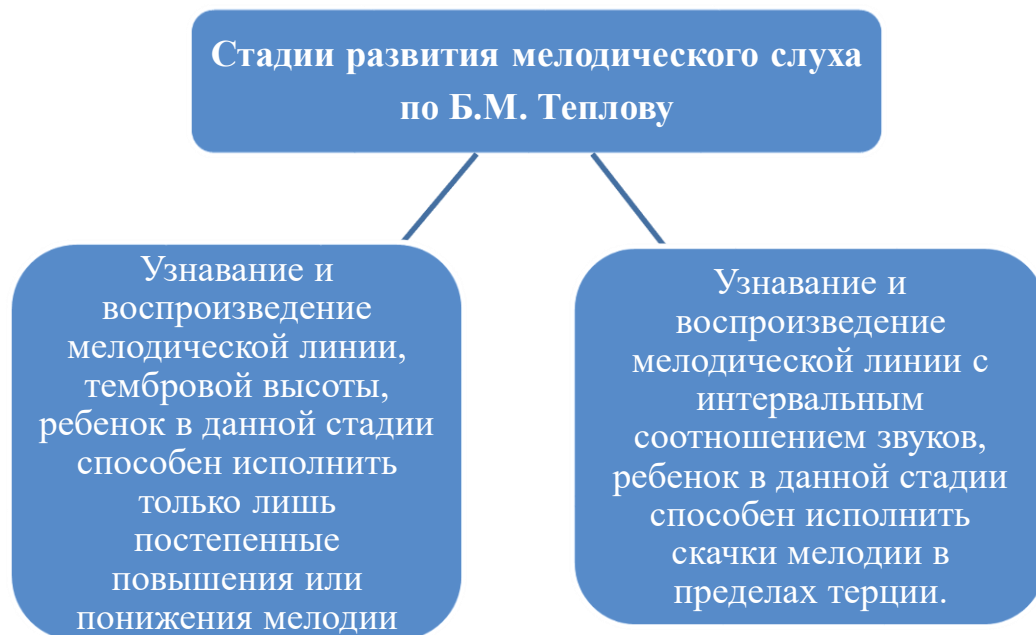 Стадии развития мелодического слуха
по Б.М. Теплову
Узнавание и
воспроизведение
мелодической линии,
тембровой высоты,
ребенок в данной стадии
способен исполнить
только лишь
постепенные
повышения или
понижения мелодии
Узнавание и
воспроизведение
мелодической линии с
интервальным
соотношением звуков,
ребенок в данной стадии
способен исполнить
скачки мелодии в
пределах терции.